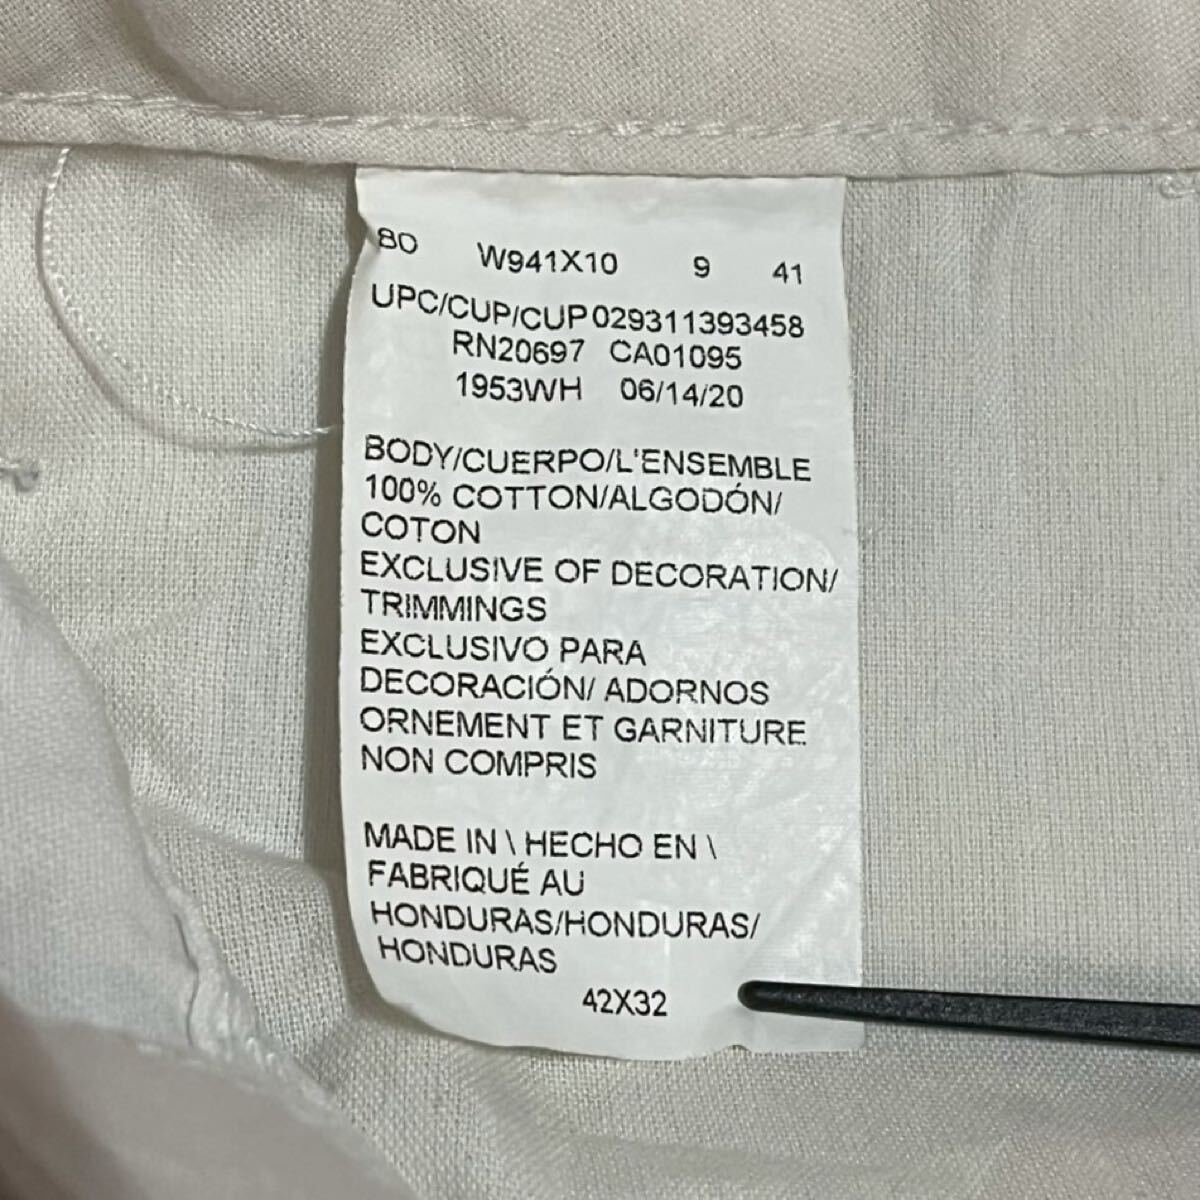 80 W941X10 9 41
UPC/CUP/CUP029311393458
RN20697 CA01095
1953WH 06/14/20
BODY/CUERPO/L'ENSEMBLE
100% COTTON/ALGODÓN/
COTON
EXCLUSIVE OF DECORATION/
TRIMMINGS
EXCLUSIVO PARA
DECORACIÓN/ ADORNOS
ORNEMENT ET GARNITURE
NON COMPRIS
MADE IN \ HECHO EN \
FABRIQUÉ AU
HONDURAS/HONDURAS/
HONDURAS
42X32